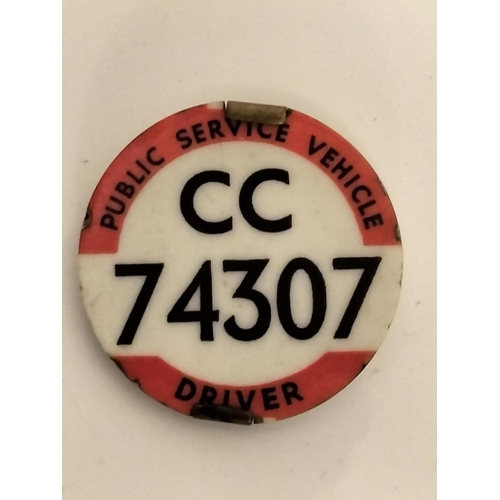 PUBLIC SERVICE VEHICLE
CC
74307
DRIVER